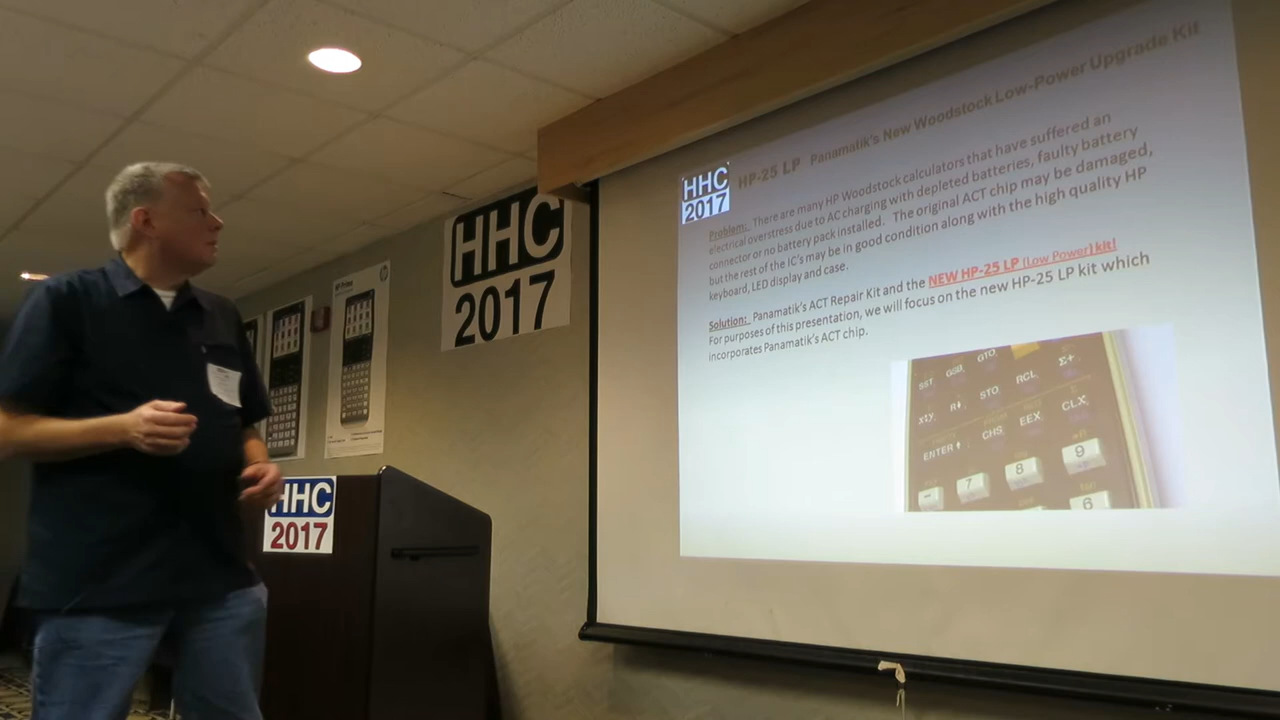 HP-25 LP Panamatik's New Woodstock Low-Power Upgrade Kit
HHC
2017
Problem: There are many HP Woodstock calculators that have suffered an
electrical overstress due to AC charging with depleted batteries, faulty battery
connector or no battery pack installed. The original ACT chip may be damaged,
but the rest of the IC's may be in good condition along with the high quality HP
keyboard, LED display and case.
Solution: Panamatik's ACT Repair Kit and the NEW HP-25 LP (Low Power) kit!
For purposes of this presentation, we will focus on the new HP-25 LP kit which
incorporates Panamatik's ACT chip.
SST GSB GTO
x↕y R↓ STO RCL Σ+
ENTER↑ CHS EEX CLX
- 7 8 9
6
HHC
2017
HP Prime
hp
HHC
2017